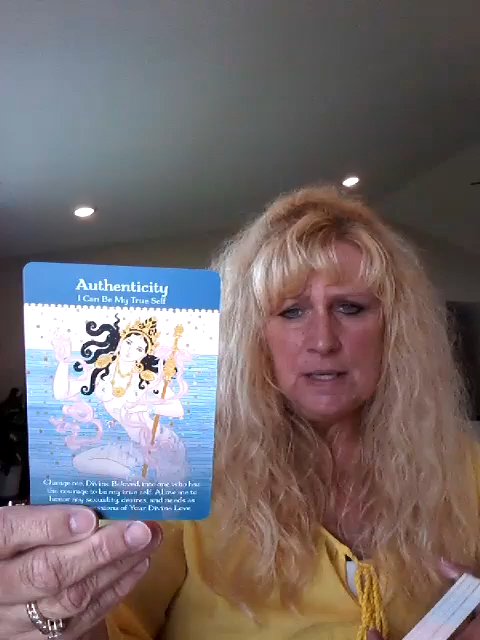 Authenticity
I Can Be My True Self
Change me, Divine Beloved, into one who has
the courage to be my true self. Allow me to
honor my sexuality, desires, and needs as
expressions of Your Divine Love